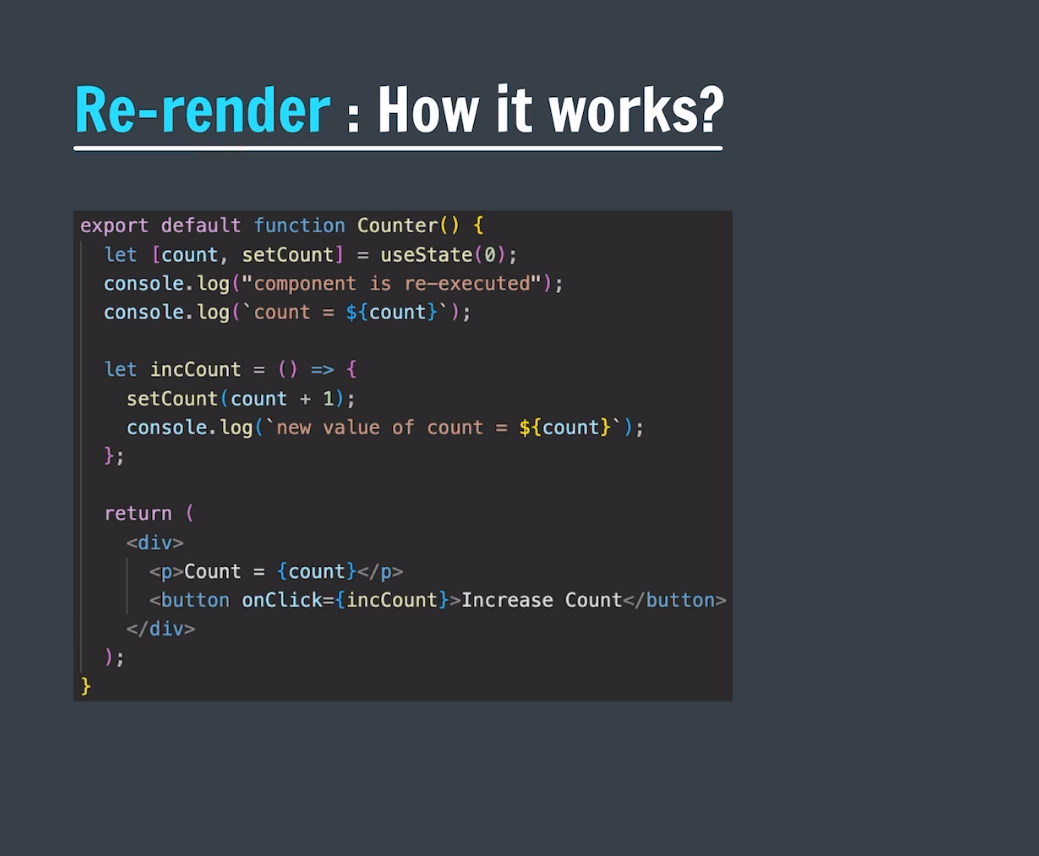 Re-render : How it works?
export default function Counter() {
  let [count, setCount] = useState(0);
  console.log("component is re-executed");
  console.log(`count = ${count}`);
  let incCount = () => {
    setCount(count + 1);
    console.log(`new value of count = ${count}`);
  };
  return (
    <div>
      <p>Count = {count}</p>
      <button onClick={incCount}>Increase Count</button>
    </div>
  );
}